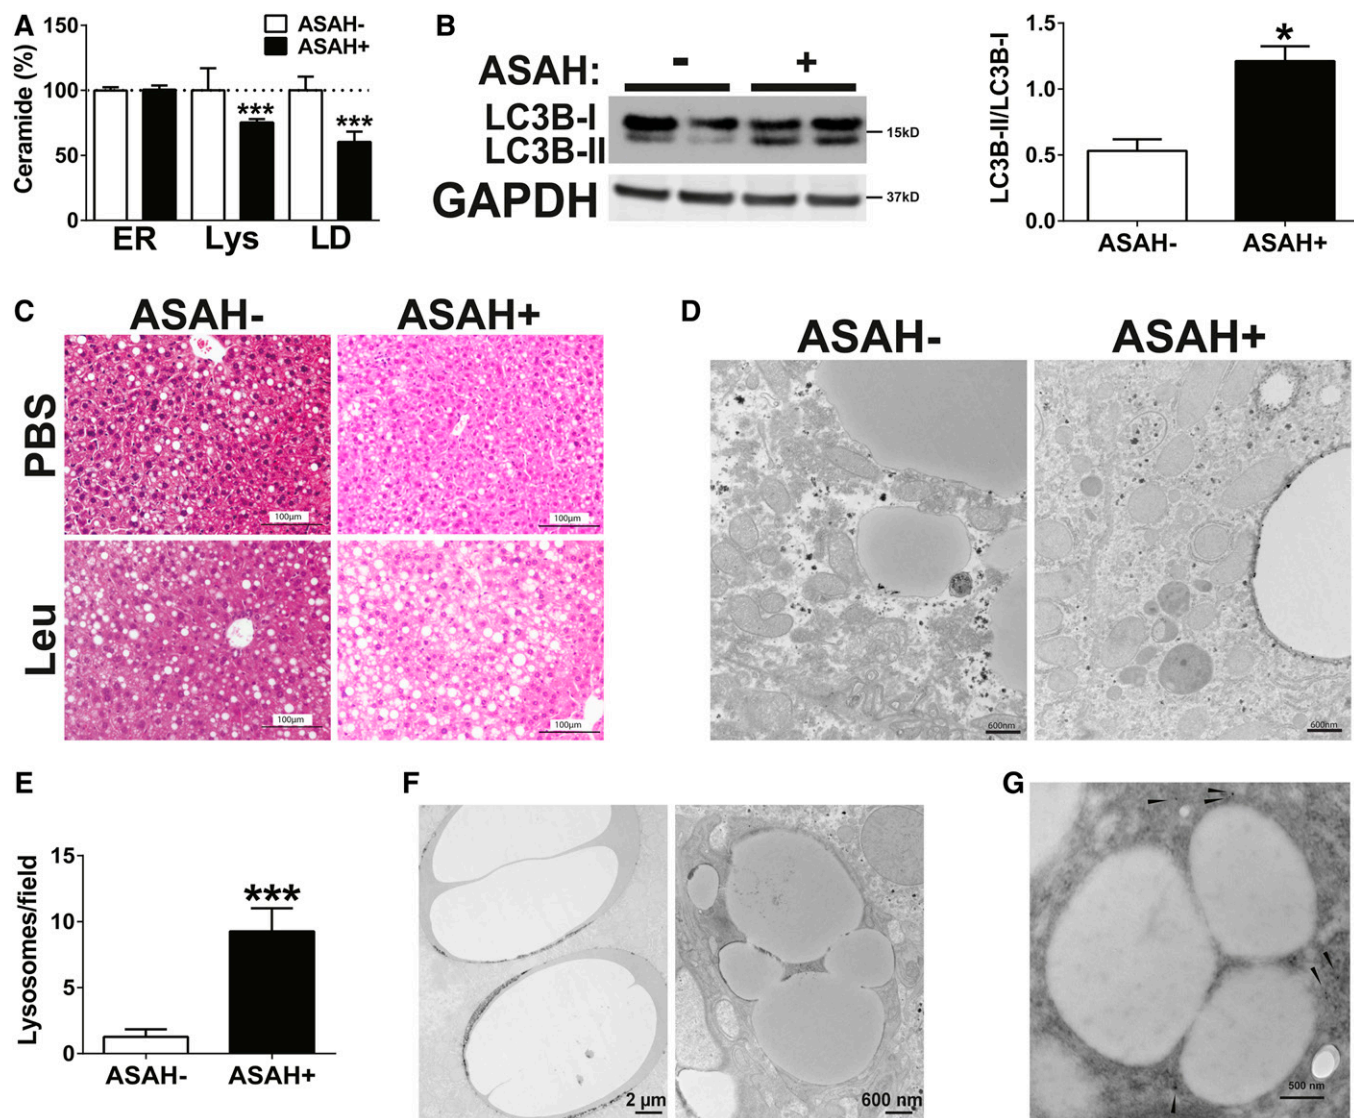 A
150
100
50
0
Ceramide (%)
ASAH-
ASAH+
***
***
ER Lys LD
B
ASAH: - +
LC3B-I
LC3B-II
15kD
GAPDH
37kD
LC3B-II/LC3B-I
1.5
1.0
0.5
0.0
*
ASAH- ASAH+
C
ASAH- ASAH+
PBS
100µm 100µm
Leu
100µm 100µm
D
ASAH- ASAH+
600nm 600nm
E
Lysosomes/field
15
10
5
0
***
ASAH- ASAH+
F
2 µm 600 nm
G
500 nm